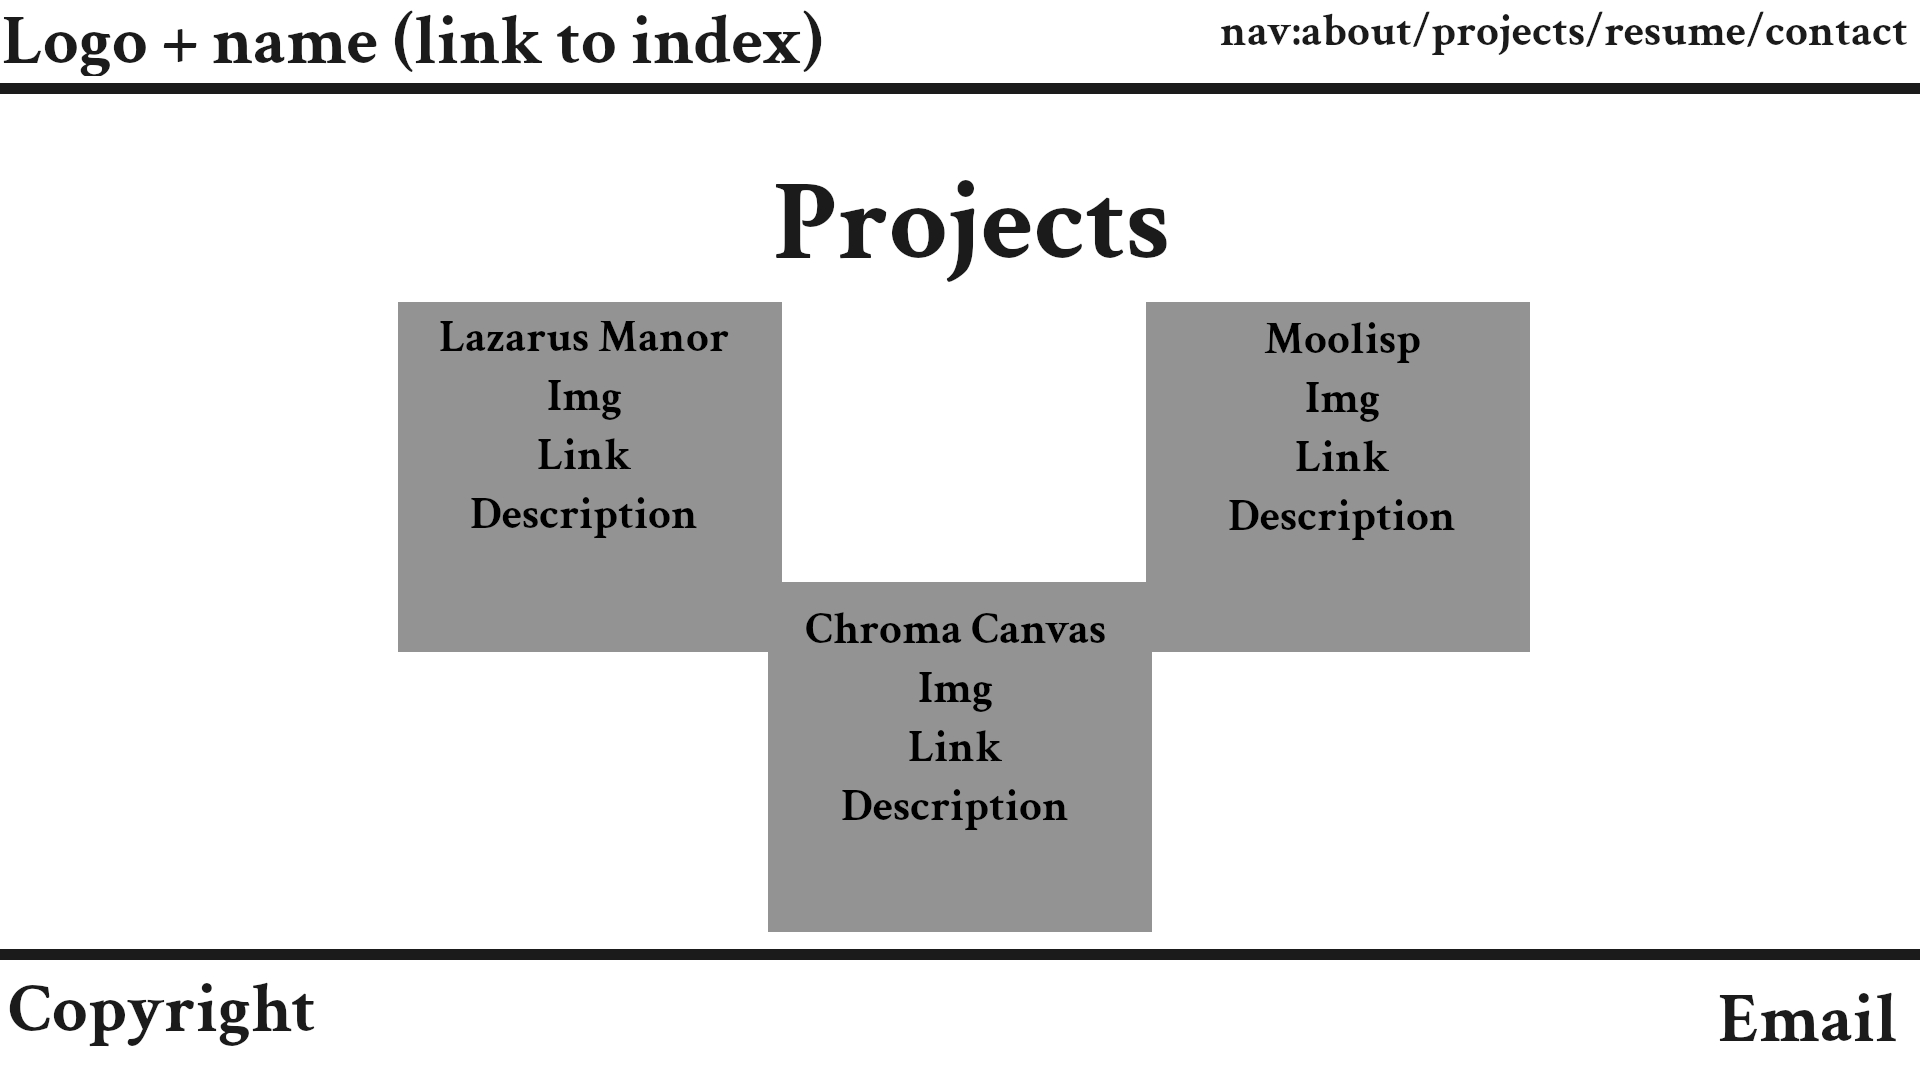 Logo + name (link to index)
nav:about/projects/resume/contact
Projects
Lazarus Manor
Img
Link
Description
Moolisp
Img
Link
Description
Chroma Canvas
Img
Link
Description
Copyright
Email